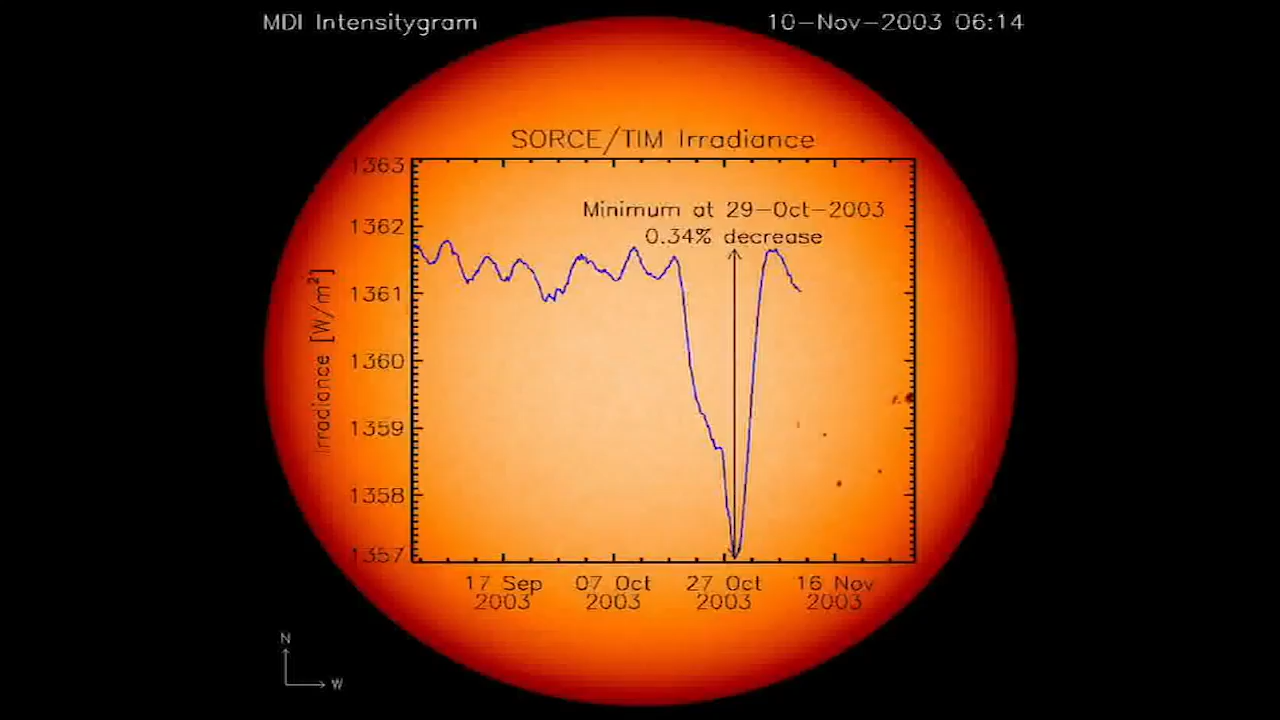 MDI Intensitygram
10-Nov-2003 06:14
SORCE/TIM Irradiance
1363
1362
1361
1360
1359
1358
1357
Irradiance [W/m²]
Minimum at 29-Oct-2003
0.34% decrease
17 Sep 2003
07 Oct 2003
27 Oct 2003
16 Nov 2003
N
W